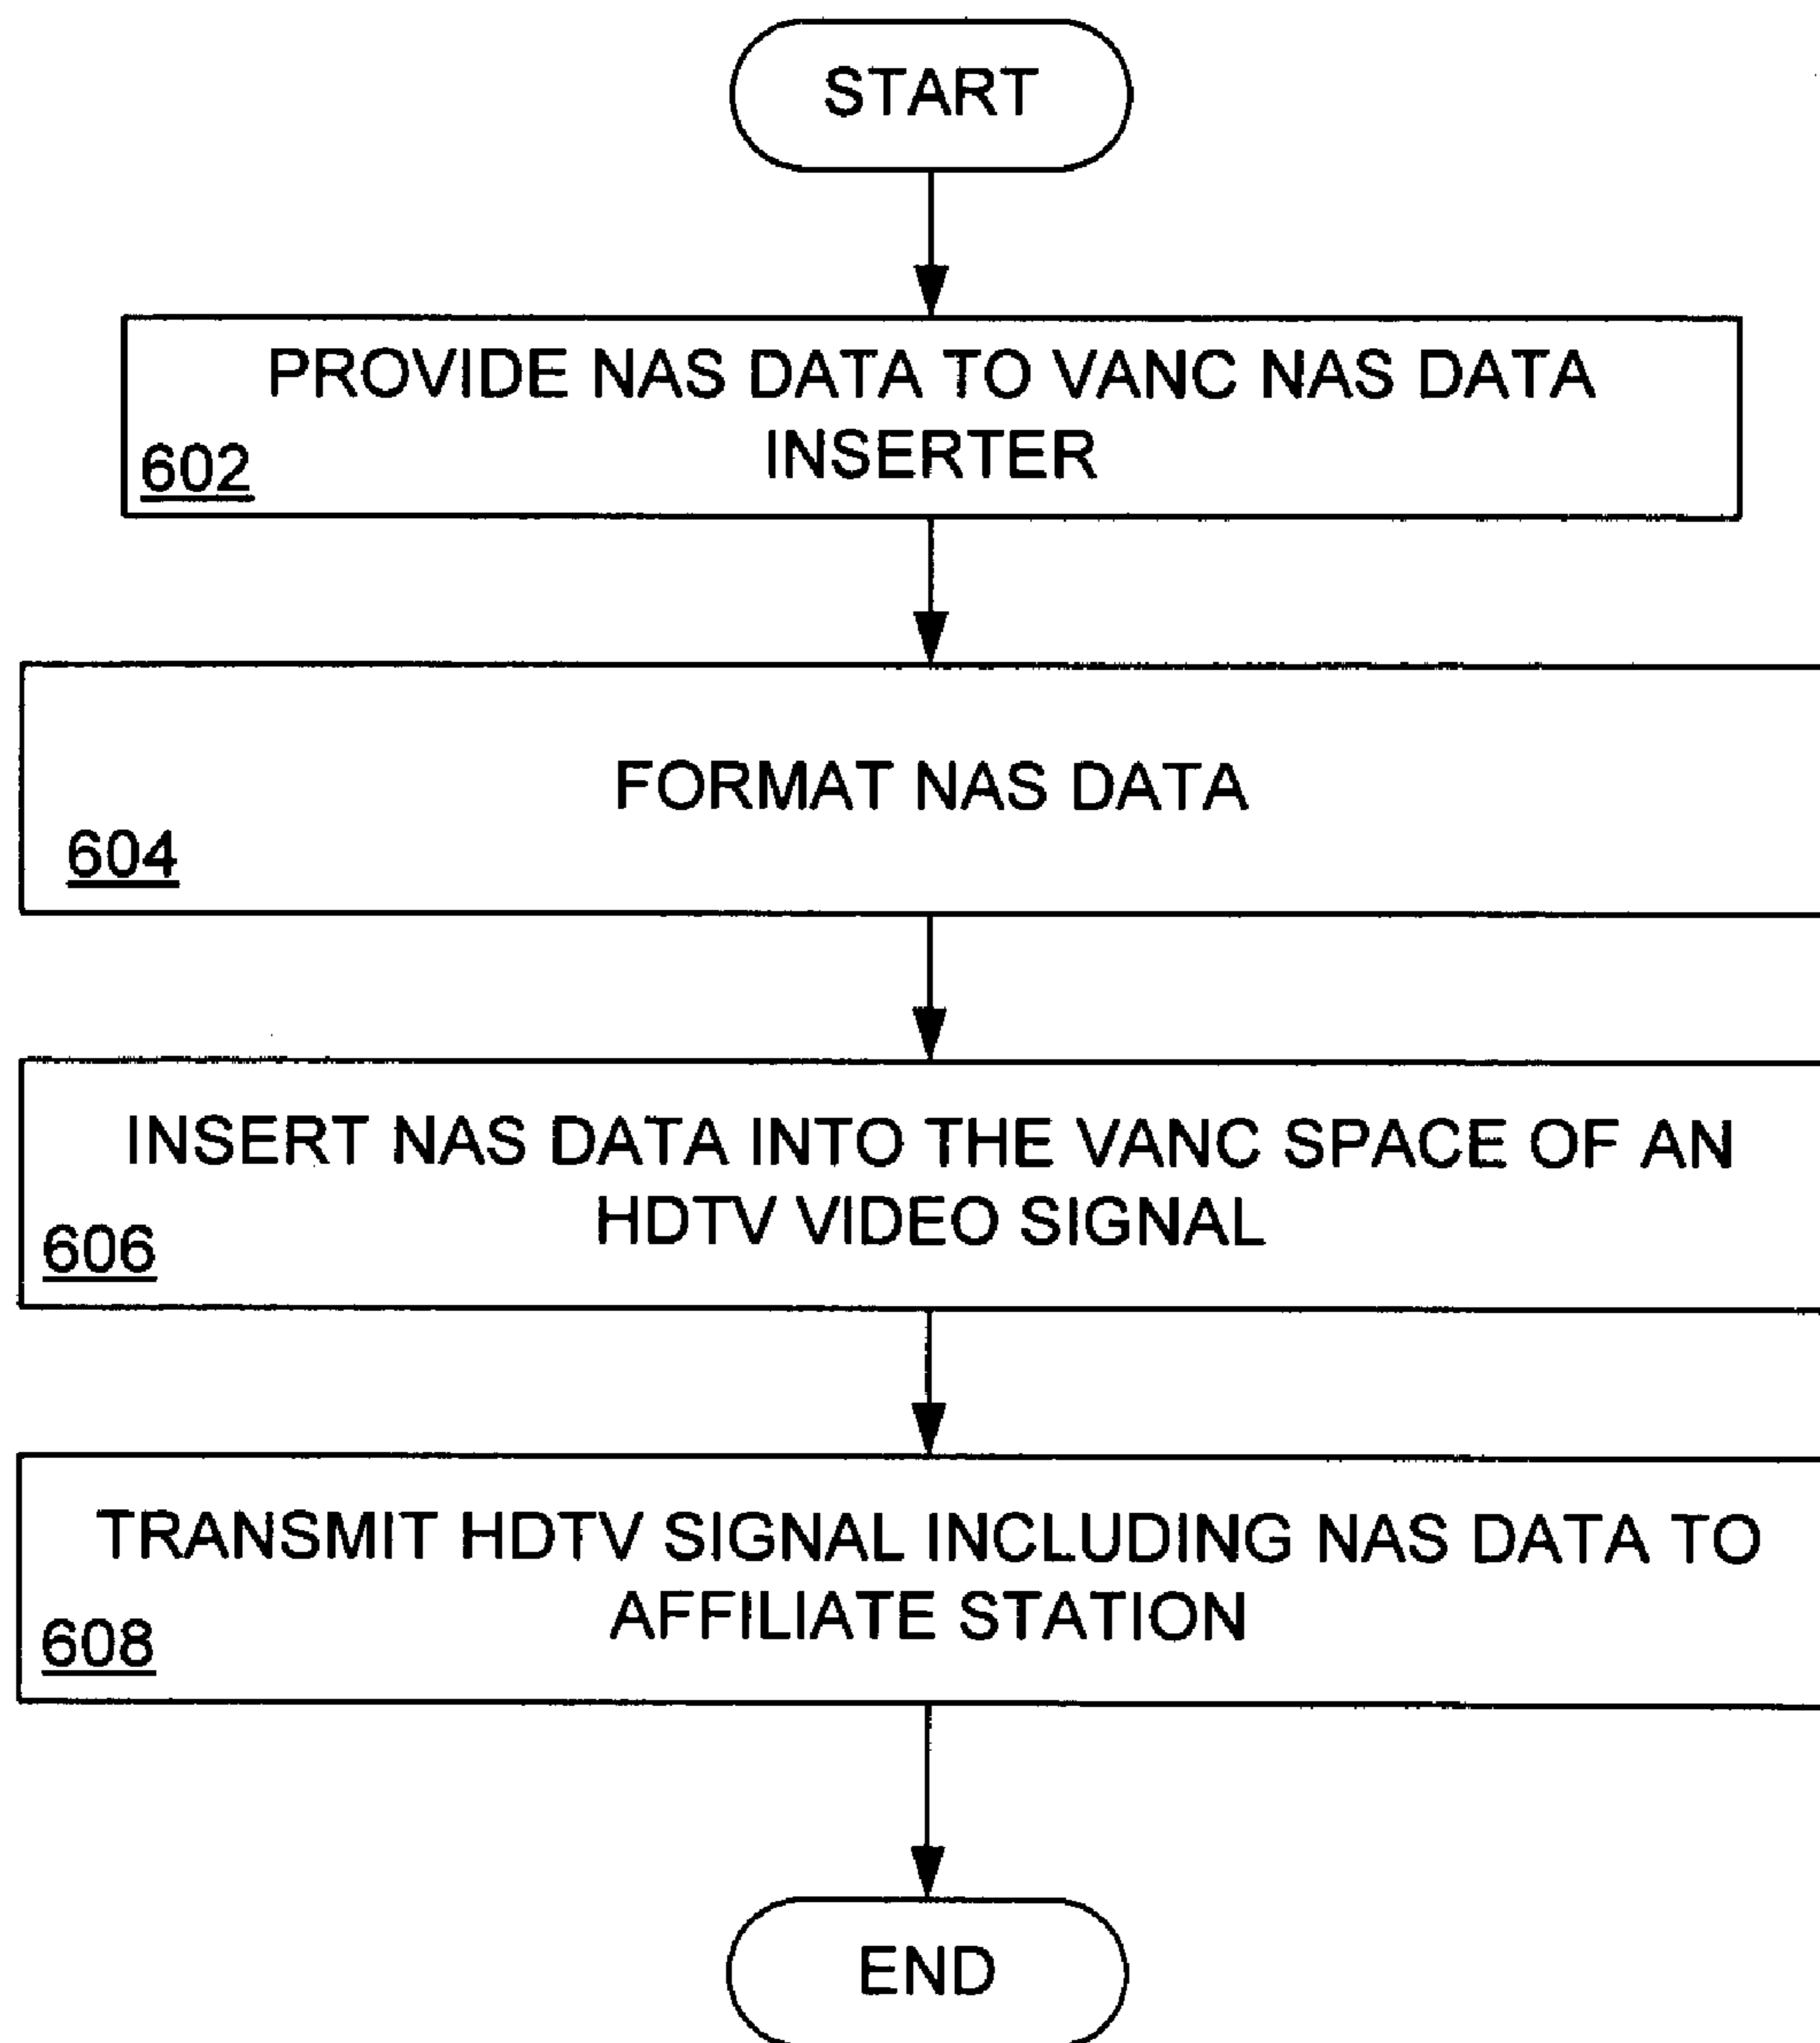 START
PROVIDE NAS DATA TO VANC NAS DATA
INSERTER
602
FORMAT NAS DATA
604
INSERT NAS DATA INTO THE VANC SPACE OF AN
HDTV VIDEO SIGNAL
606
TRANSMIT HDTV SIGNAL INCLUDING NAS DATA TO
AFFILIATE STATION
608
END